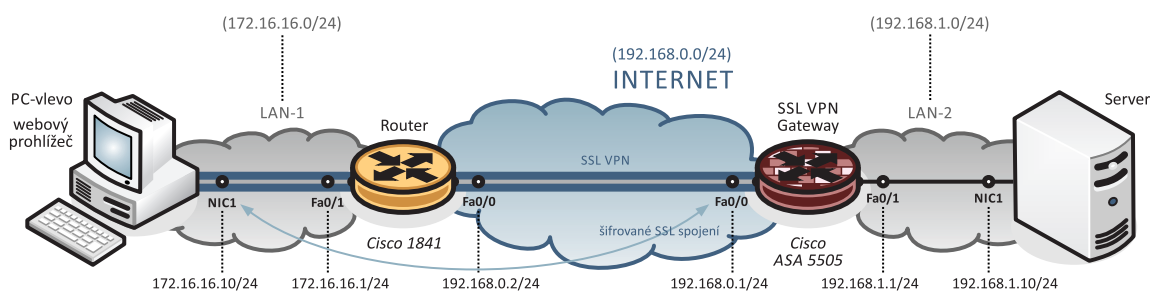 (172.16.16.0/24)
(192.168.1.0/24)
(192.168.0.0/24)
INTERNET
PC-vlevo
webový
prohlížeč
LAN-1
Router
SSL VPN
Gateway
LAN-2
Server
SSL VPN
NIC1
Fa0/1
Fa0/0
Fa0/0
Fa0/1
NIC1
šifrované SSL spojení
Cisco 1841
Cisco
ASA 5505
172.16.16.10/24
172.16.16.1/24
192.168.0.2/24
192.168.0.1/24
192.168.1.1/24
192.168.1.10/24